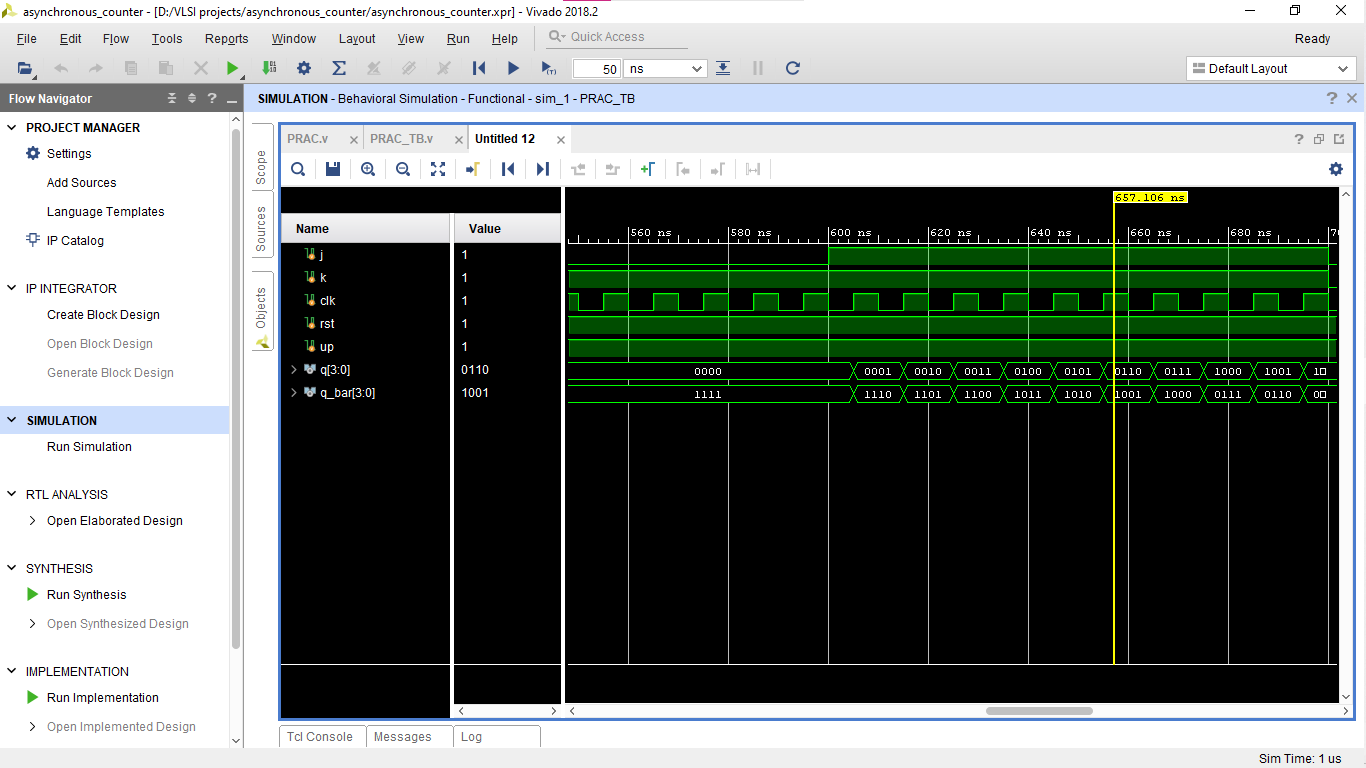 asynchronous_counter - [D:/VLSI projects/asynchronous_counter/asynchronous_counter.xpr] - Vivado 2018.2
File Edit Flow Tools Reports Window Layout View Run Help Quick Access Ready
50 ns Default Layout
Flow Navigator
SIMULATION - Behavioral Simulation - Functional - sim_1 - PRAC_TB
PROJECT MANAGER
Settings
Add Sources
Language Templates
IP Catalog
IP INTEGRATOR
Create Block Design
Open Block Design
Generate Block Design
SIMULATION
Run Simulation
RTL ANALYSIS
Open Elaborated Design
SYNTHESIS
Run Synthesis
Open Synthesized Design
IMPLEMENTATION
Run Implementation
Open Implemented Design
Scope
Sources
Objects
PRAC.v PRAC_TB.v Untitled 12
657.106 ns
Name Value
560 ns 580 ns 600 ns 620 ns 640 ns 660 ns 680 ns 70
j 1
k 1
clk 1
rst 1
up 1
q[3:0] 0110 0000 0001 0010 0011 0100 0101 0110 0111 1000 1001 1
q_bar[3:0] 1001 1111 1110 1101 1100 1011 1010 1001 1000 0111 0110 0
Tcl Console Messages Log
Sim Time: 1 us